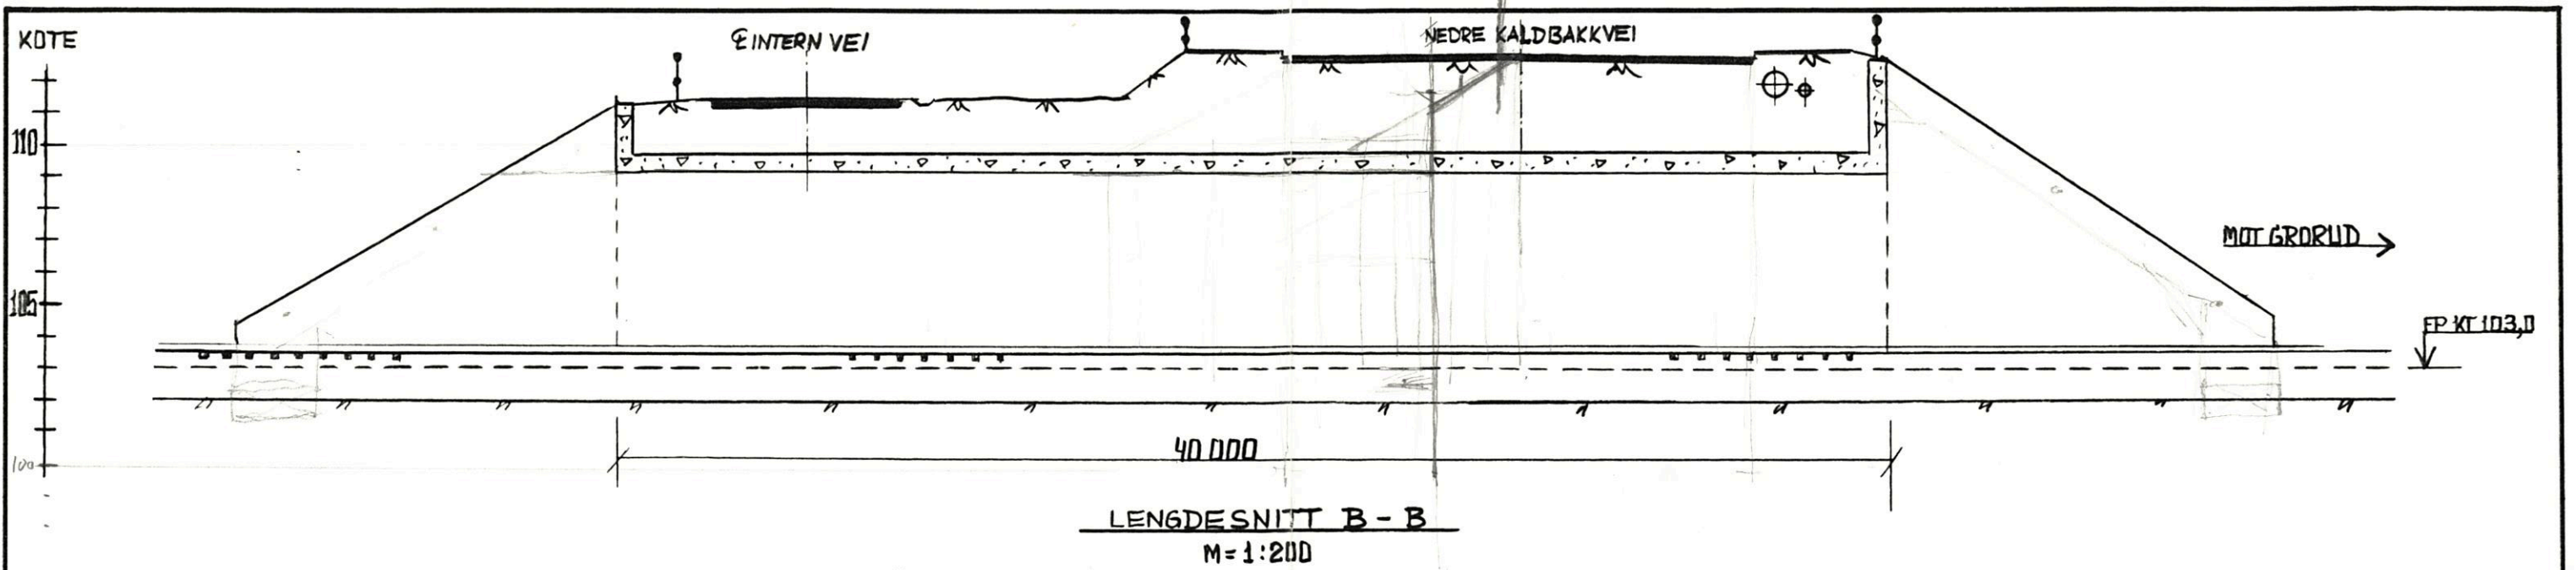 KOTE
℄ INTERN VEI
NEDRE KALDBAKKVEI
110
MOT GRORUD
105
FP KT 103,0
40 000
100
LENGDESNITT B - B
M = 1:200